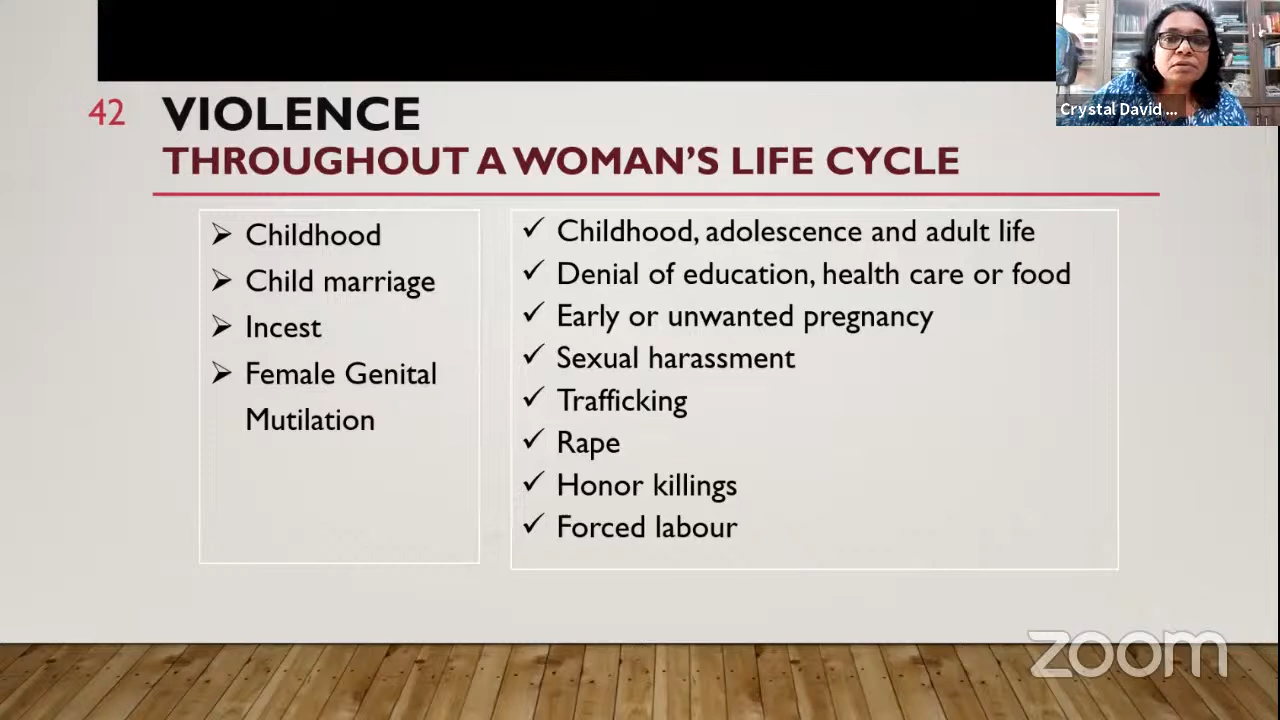 Crystal David ...
42
VIOLENCE
THROUGHOUT A WOMAN'S LIFE CYCLE
➢ Childhood
➢ Child marriage
➢ Incest
➢ Female Genital
Mutilation
✓ Childhood, adolescence and adult life
✓ Denial of education, health care or food
✓ Early or unwanted pregnancy
✓ Sexual harassment
✓ Trafficking
✓ Rape
✓ Honor killings
✓ Forced labour
zoom